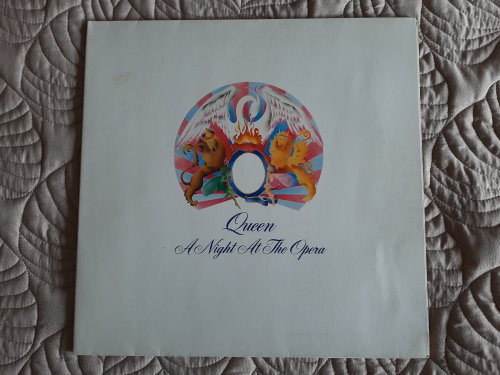 Queen
A Night At The Opera